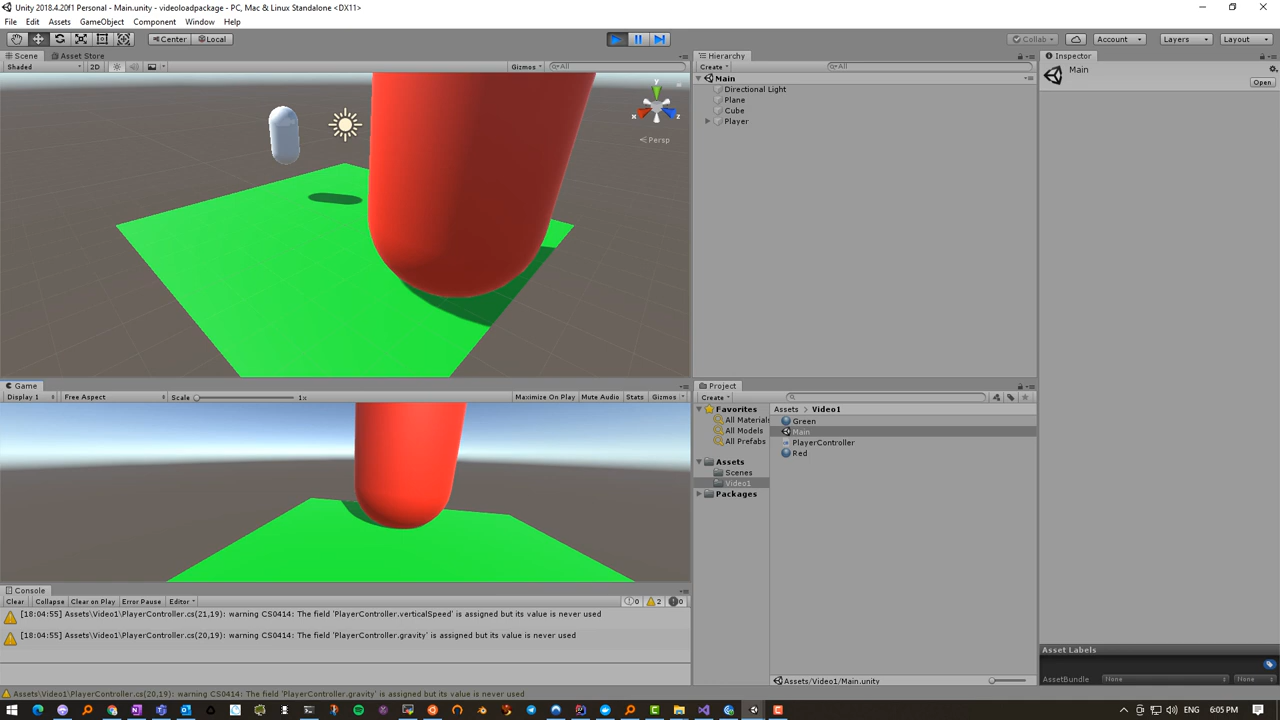 Unity 2018.4.20f1 Personal - Main.unity - videoloadpackage - PC, Mac & Linux Standalone <DX11>
File Edit Assets GameObject Component Window Help
Center Local
Collab Account Layers Layout
Scene Asset Store
Shaded 2D Gizmos All
y x z
Persp
Hierarchy
Create All
Main
Directional Light
Plane
Cube
Player
Inspector
Main
Open
Game
Display 1 Free Aspect Scale 1x Maximize On Play Mute Audio Stats Gizmos
Project
Create
Favorites
All Materials
All Models
All Prefabs
Assets
Scenes
Video1
Packages
Assets Video1
Green
Main
PlayerController
Red
Assets/Video1/Main.unity
Console
Clear Collapse Clear on Play Error Pause Editor 0 2 0
[18:04:55] Assets\Video1\PlayerController.cs(21,19): warning CS0414: The field 'PlayerController.verticalSpeed' is assigned but its value is never used
[18:04:55] Assets\Video1\PlayerController.cs(20,19): warning CS0414: The field 'PlayerController.gravity' is assigned but its value is never used
Asset Labels
AssetBundle None None
Assets\Video1\PlayerController.cs(20,19): warning CS0414: The field 'PlayerController.gravity' is assigned but its value is never used
ENG 6:05 PM